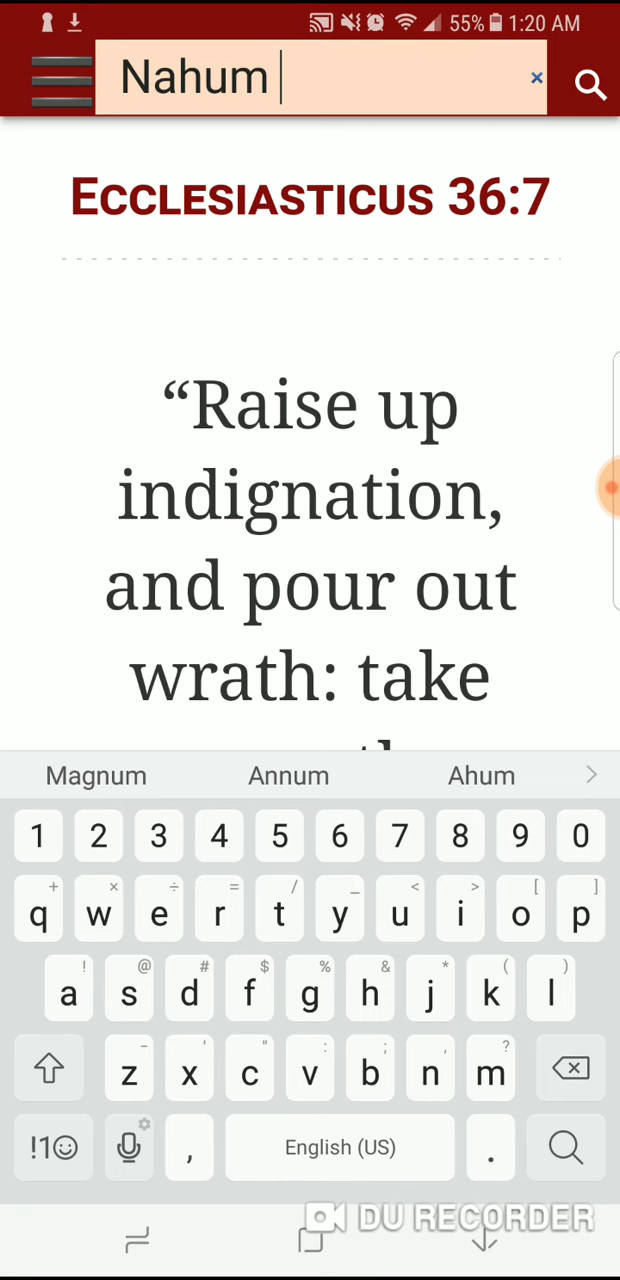 55% 1:20 AM
Nahum
×
ECCLESIASTICUS 36:7
“Raise up
indignation,
and pour out
wrath: take
Magnum Annum Ahum
1 2 3 4 5 6 7 8 9 0
+ × ÷ = / _ < > [ ]
q w e r t y u i o p
! @ # $ % & * ( )
a s d f g h j k l
- ' " : ; , ?
z x c v b n m
!1☺ , English (US) .
DU RECORDER